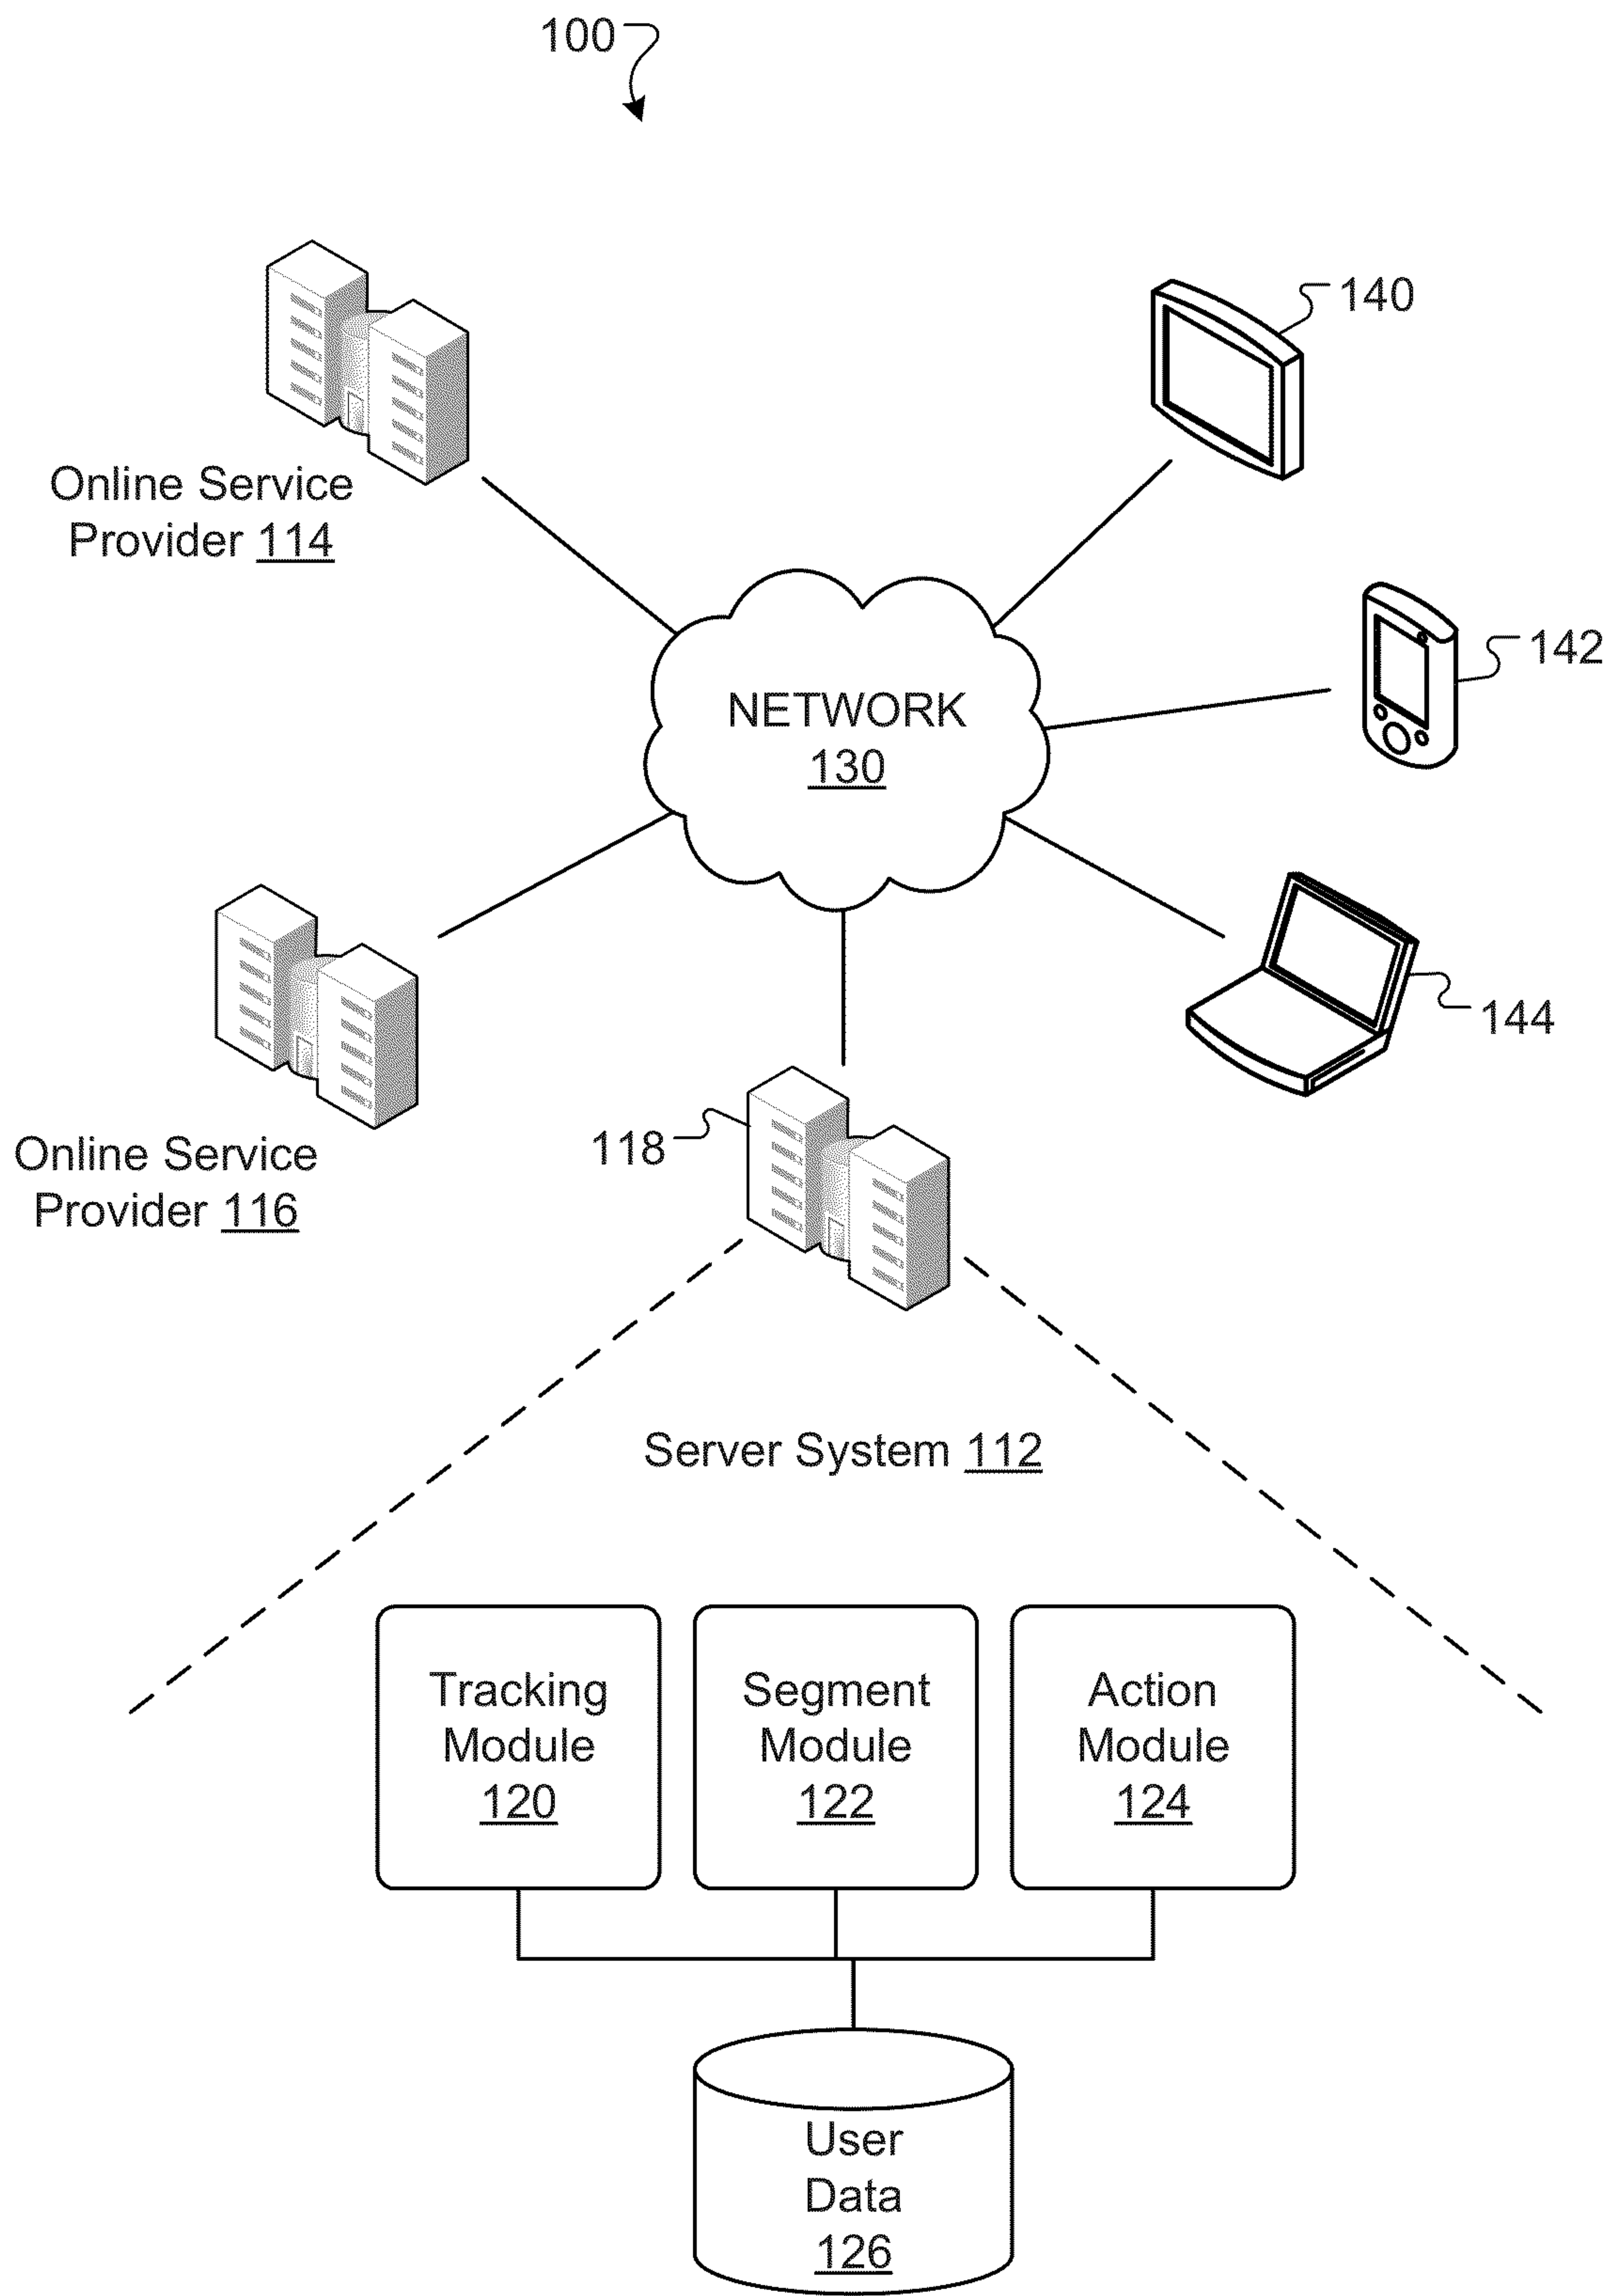 100
140
Online Service
Provider 114
142
NETWORK
130
144
118
Online Service
Provider 116
Server System 112
Tracking
Module
120
Segment
Module
122
Action
Module
124
User
Data
126